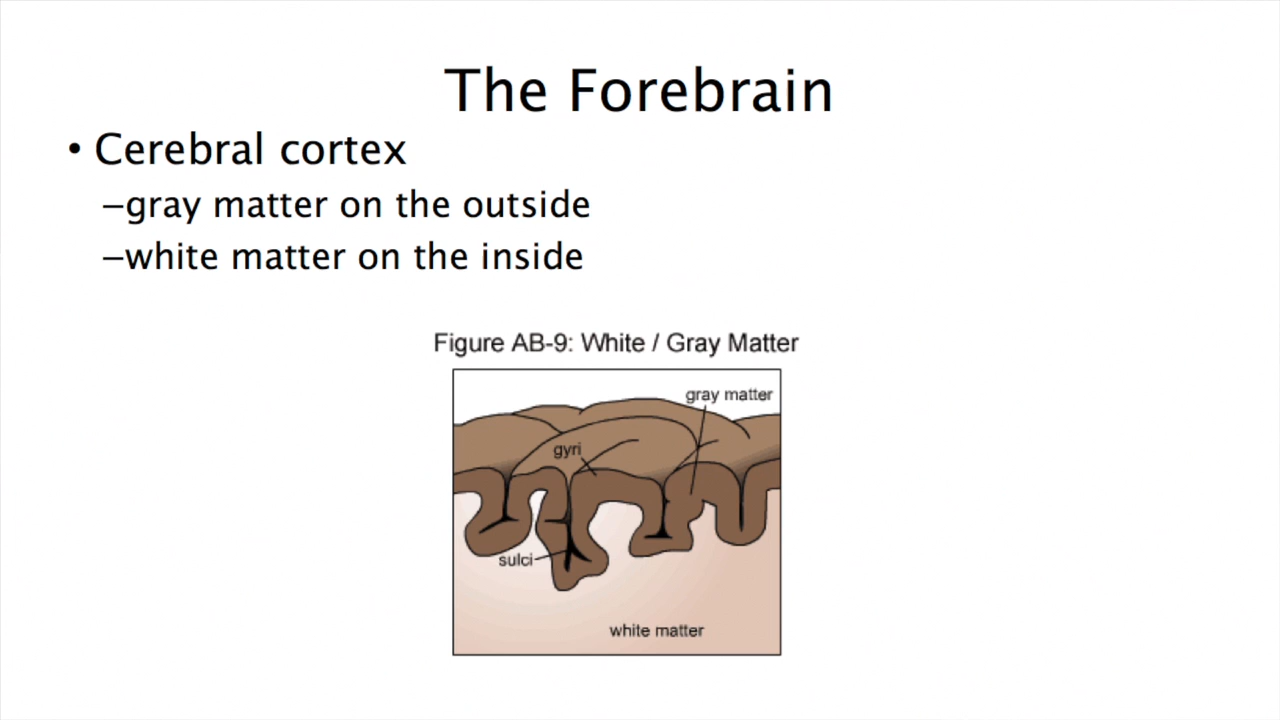 The Forebrain
• Cerebral cortex
–gray matter on the outside
–white matter on the inside
Figure AB-9: White / Gray Matter
gray matter
gyri
sulci
white matter